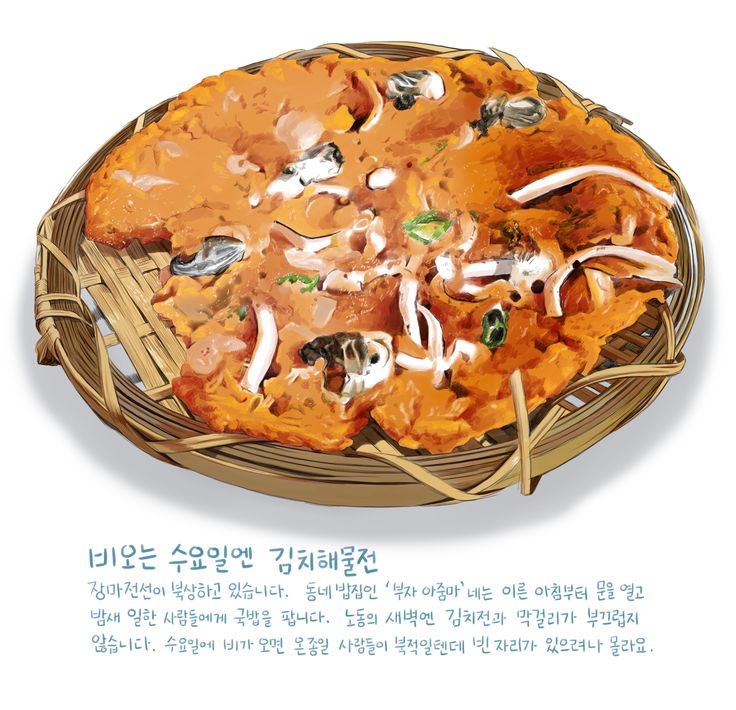 비오는 수요일엔 김치해물전
장마전선이 북상하고 있습니다. 동네 밥집인 '부자 아줌마'네는 이른 아침부터 문을 열고
밤새 일한 사람들에게 국밥을 팝니다. 노동의 새벽엔 김치전과 막걸리가 부끄럽지
않습니다. 수요일에 비가 오면 온종일 사람들이 북적일텐데 빈 자리가 있으려나 몰라요.